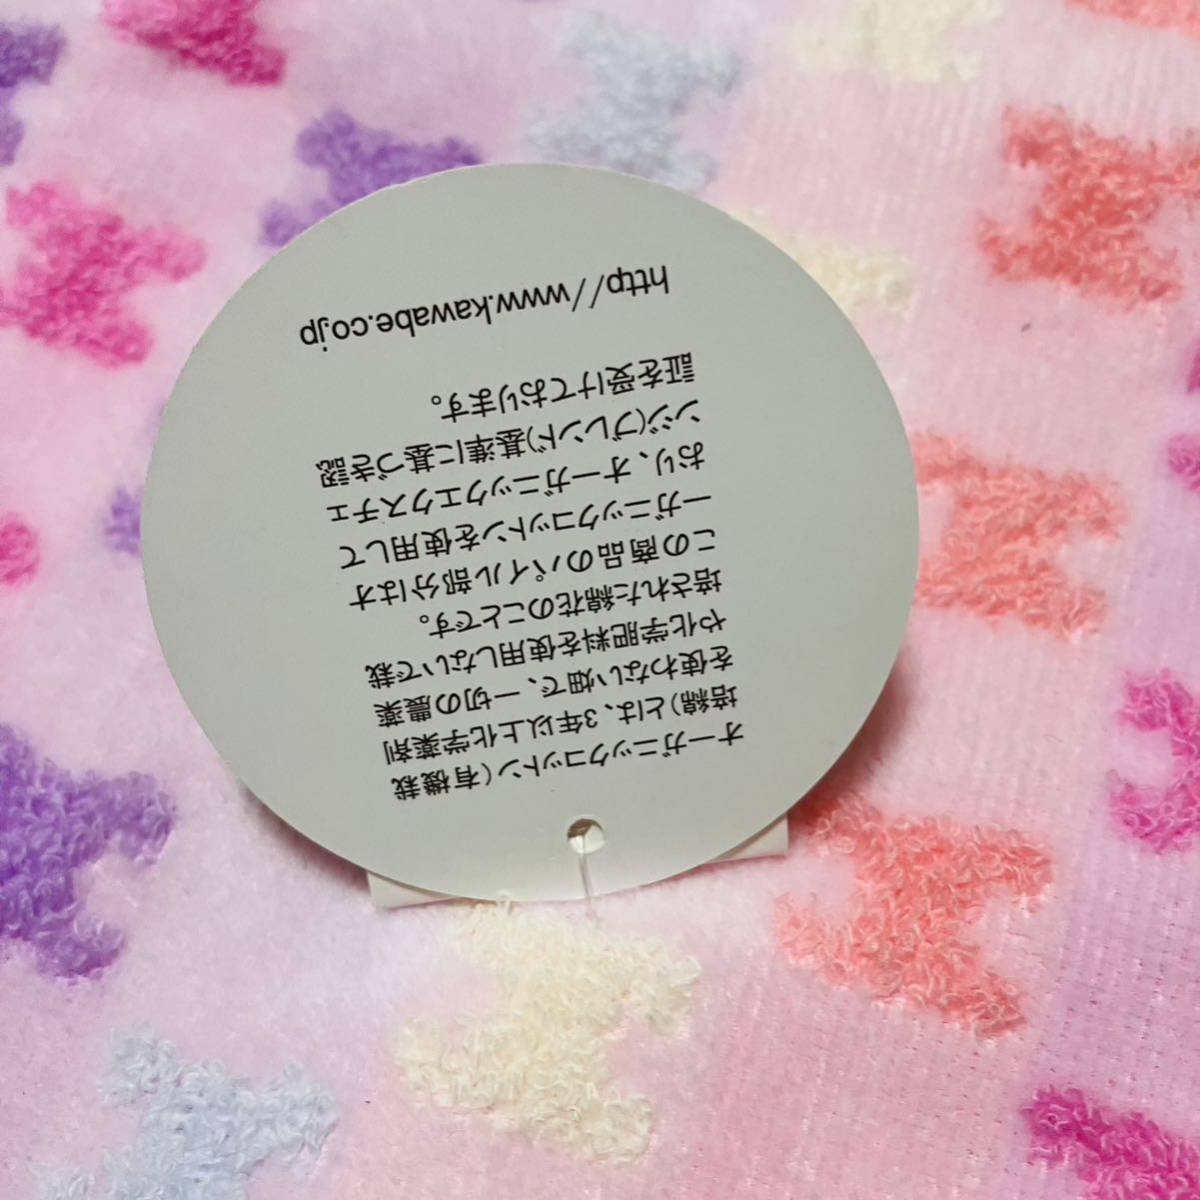 オーガニックコットン(有機栽
培綿)とは、3年以上化学薬剤
を使わない畑で、一切の農薬
や化学肥料を使用しないで栽
培された綿花のことです。
この商品のパイル部分はオ
ーガニックコットンを使用して
おり、オーガニックエクスチェ
ンジ(ブレンド)基準に基づき認
証を受けております。
http//www.kawabe.co.jp